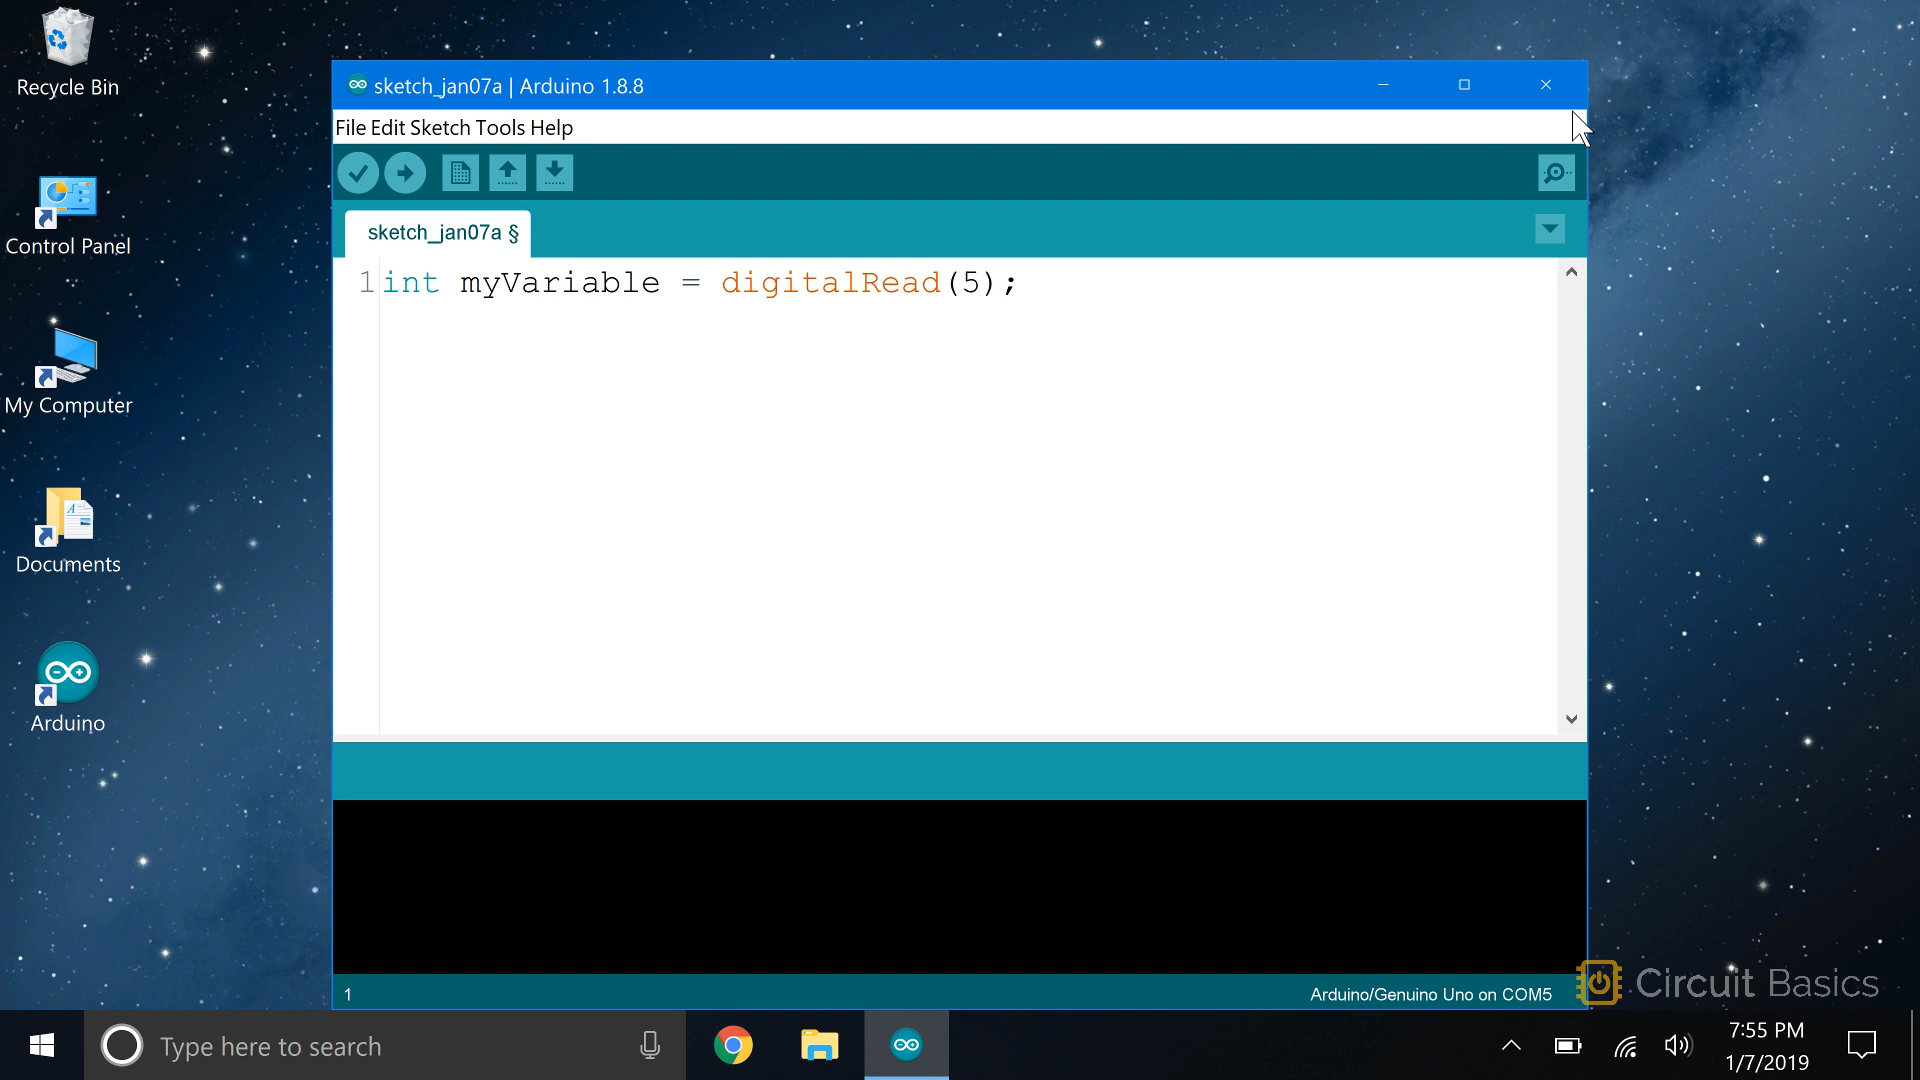 Recycle Bin
Control Panel
My Computer
Documents
Arduino
sketch_jan07a | Arduino 1.8.8
File Edit Sketch Tools Help
sketch_jan07a §
1 int myVariable = digitalRead(5);
1
Arduino/Genuino Uno on COM5
Circuit Basics
Type here to search
7:55 PM
1/7/2019